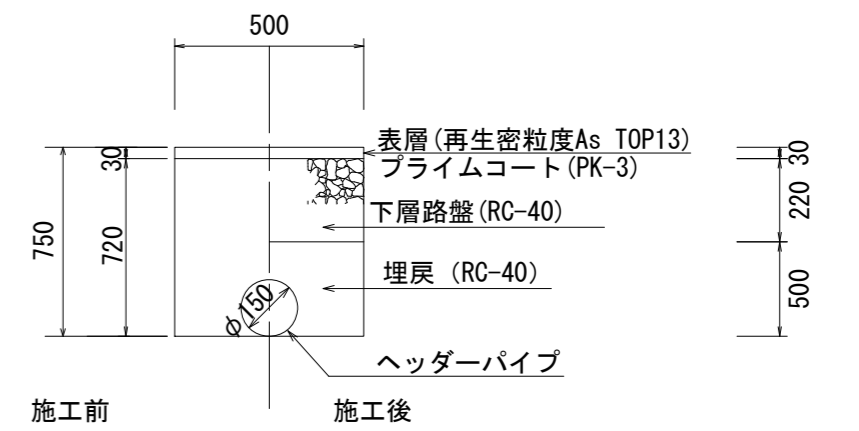 500
表層(再生密粒度As TOP13)
プライムコート(PK-3)
30
30
下層路盤(RC-40)
220
750
720
埋戻 (RC-40)
500
φ150
ヘッダーパイプ
施工前
施工後